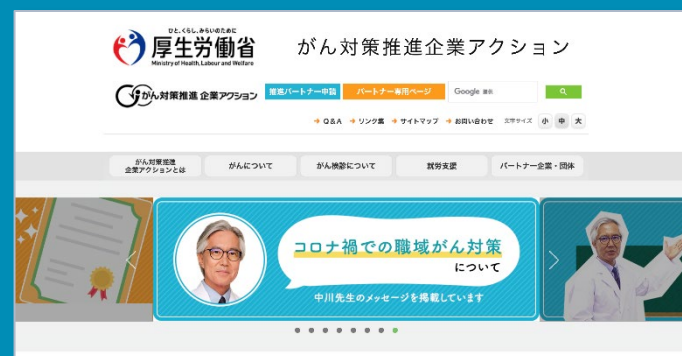 ひと、くらし、みらいのために
厚生労働省
Ministry of Health, Labour and Welfare
がん対策推進企業アクション
がん対策推進 企業アクション
推進パートナー申請
パートナー専用ページ
Google 提供
Q&A
リンク集
サイトマップ
お問い合わせ
文字サイズ
小
中
大
がん対策推進
企業アクションとは
がんについて
がん検診について
就労支援
パートナー企業・団体
コロナ禍での職域がん対策
について
中川先生のメッセージを掲載しています